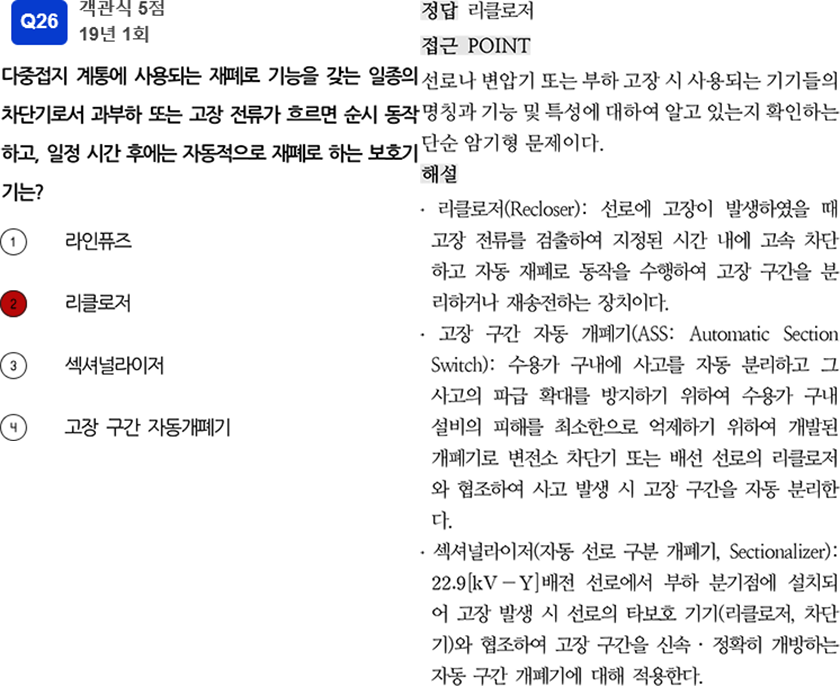 Q26
객관식 5점
19년 1회
다중접지 계통에 사용되는 재폐로 기능을 갖는 일종의
차단기로서 과부하 또는 고장 전류가 흐르면 순시 동작
하고, 일정 시간 후에는 자동적으로 재폐로 하는 보호기
기는?
① 라인퓨즈
② 리클로저
③ 섹셔널라이저
④ 고장 구간 자동개폐기
정답 리클로저
접근 POINT
선로나 변압기 또는 부하 고장 시 사용되는 기기들의
명칭과 기능 및 특성에 대하여 알고 있는지 확인하는
단순 암기형 문제이다.
해설
· 리클로저(Recloser): 선로에 고장이 발생하였을 때
고장 전류를 검출하여 지정된 시간 내에 고속 차단
하고 자동 재폐로 동작을 수행하여 고장 구간을 분
리하거나 재송전하는 장치이다.
· 고장 구간 자동 개폐기(ASS: Automatic Section
Switch): 수용가 구내에 사고를 자동 분리하고 그
사고의 파급 확대를 방지하기 위하여 수용가 구내
설비의 피해를 최소한으로 억제하기 위하여 개발된
개폐기로 변전소 차단기 또는 배선 선로의 리클로저
와 협조하여 사고 발생 시 고장 구간을 자동 분리한
다.
· 섹셔널라이저(자동 선로 구분 개폐기, Sectionalizer):
22.9[kV－Y]배전 선로에서 부하 분기점에 설치되
어 고장 발생 시 선로의 타보호 기기(리클로저, 차단
기)와 협조하여 고장 구간을 신속 · 정확히 개방하는
자동 구간 개폐기에 대해 적용한다.